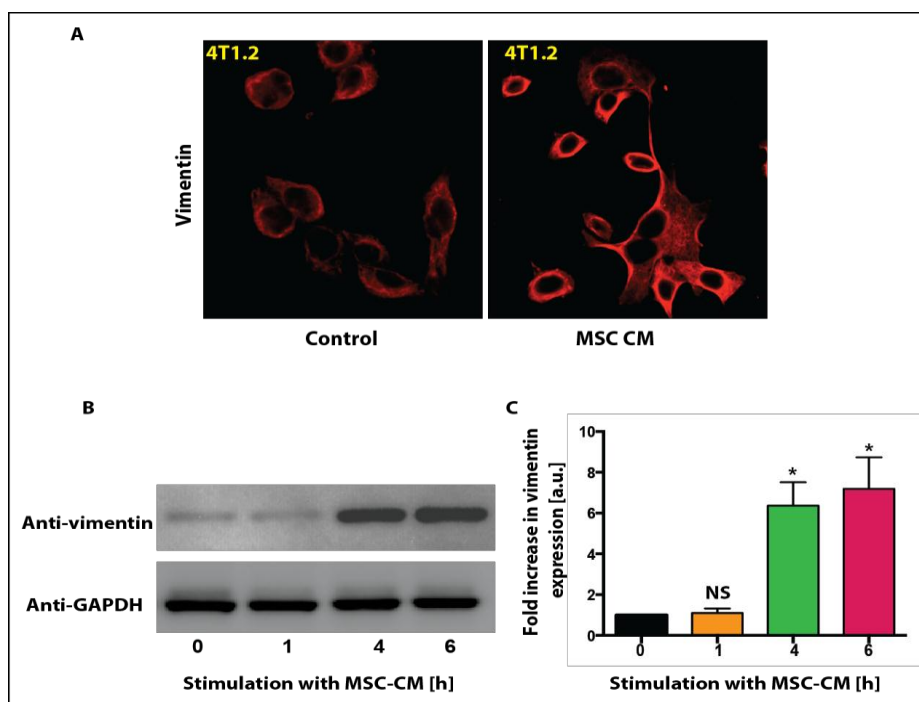 A
4T1.2
4T1.2
Vimentin
Control
MSC CM
B
Anti-vimentin
Anti-GAPDH
0 1 4 6
Stimulation with MSC-CM [h]
C
Fold increase in vimentin
expression [a.u.]
10
8
6
4
2
0
NS
*
*
0 1 4 6
Stimulation with MSC-CM [h]